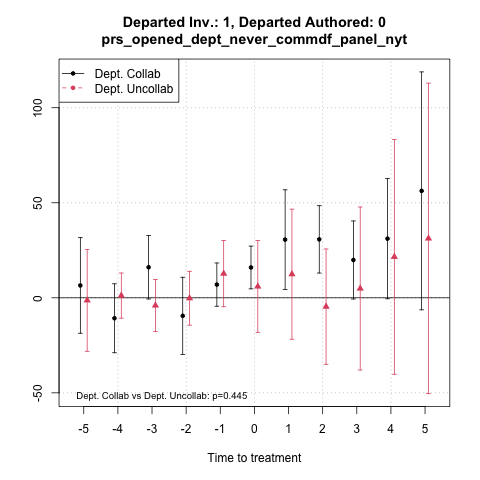 Departed Inv.: 1, Departed Authored: 0
prs_opened_dept_never_commdf_panel_nyt
Dept. Collab
Dept. Uncollab
100
50
0
-50
Dept. Collab vs Dept. Uncollab: p=0.445
-5 -4 -3 -2 -1 0 1 2 3 4 5
Time to treatment